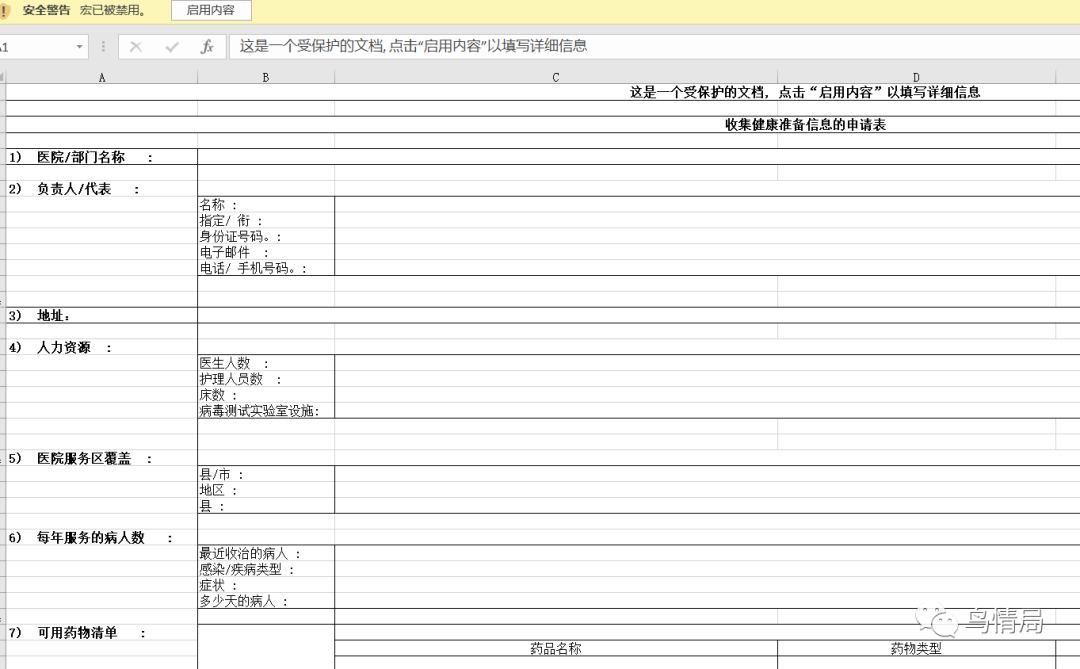 安全警告 宏已被禁用。 启用内容
A1 fx 这是一个受保护的文档, 点击“启用内容”以填写详细信息
A B C D
这是一个受保护的文档, 点击“启用内容”以填写详细信息
收集健康准备信息的申请表
1) 医院/部门名称 :
2) 负责人/代表 :
名称 :
指定/ 衔 :
身份证号码。:
电子邮件 :
电话/ 手机号码。:
3) 地址:
4) 人力资源 :
医生人数 :
护理人员数 :
床数 :
病毒测试实验室设施:
5) 医院服务区覆盖 :
县/市 :
地区 :
县 :
6) 每年服务的病人数 :
最近收治的病人 :
感染/疾病类型 :
症状 :
多少天的病人 :
鸟情局
7) 可用药物清单 :
药品名称 药物类型